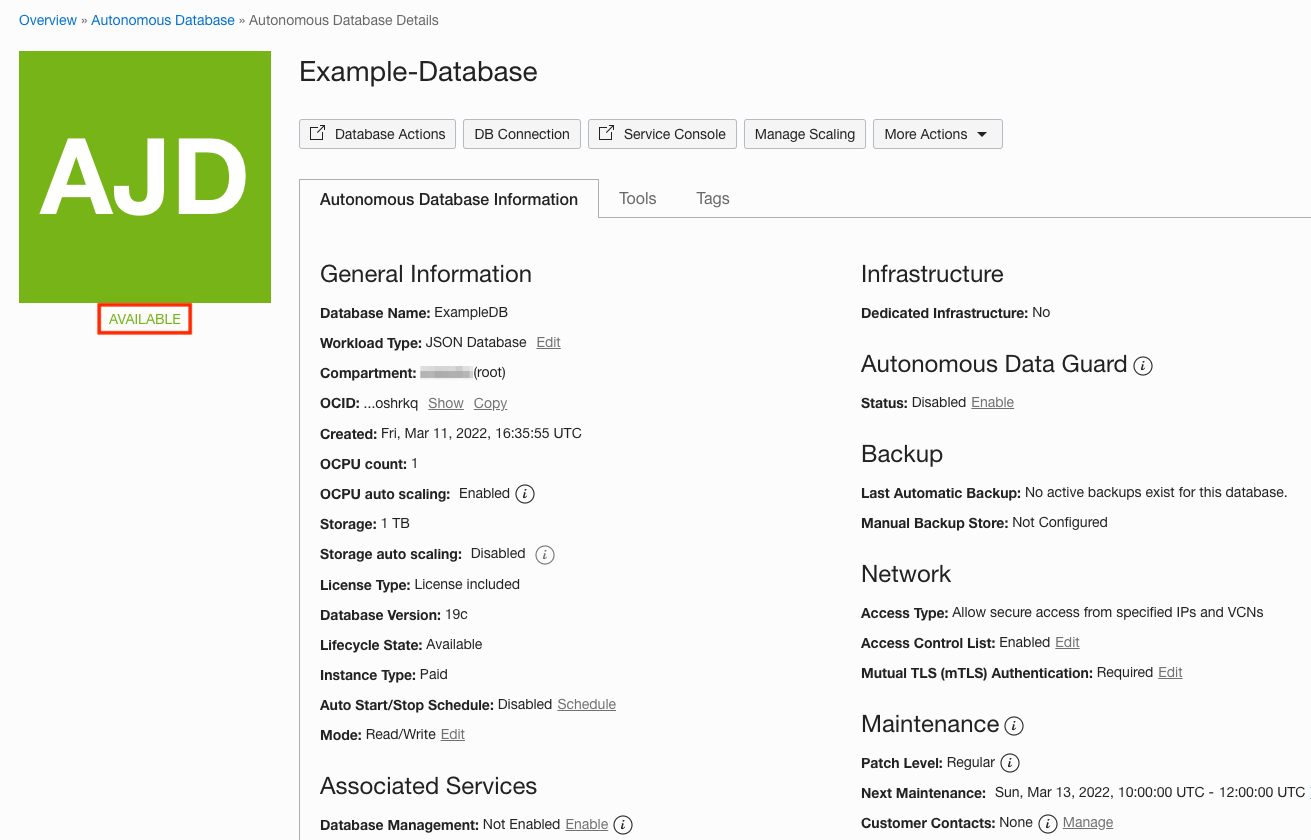 Overview » Autonomous Database » Autonomous Database Details
AJD
AVAILABLE
Example-Database
Database Actions
DB Connection
Service Console
Manage Scaling
More Actions
Autonomous Database Information
Tools
Tags
General Information
Database Name: ExampleDB
Workload Type: JSON Database Edit
Compartment: (root)
OCID: ...oshrkq Show Copy
Created: Fri, Mar 11, 2022, 16:35:55 UTC
OCPU count: 1
OCPU auto scaling: Enabled i
Storage: 1 TB
Storage auto scaling: Disabled i
License Type: License included
Database Version: 19c
Lifecycle State: Available
Instance Type: Paid
Auto Start/Stop Schedule: Disabled Schedule
Mode: Read/Write Edit
Associated Services
Database Management: Not Enabled Enable i
Infrastructure
Dedicated Infrastructure: No
Autonomous Data Guard i
Status: Disabled Enable
Backup
Last Automatic Backup: No active backups exist for this database.
Manual Backup Store: Not Configured
Network
Access Type: Allow secure access from specified IPs and VCNs
Access Control List: Enabled Edit
Mutual TLS (mTLS) Authentication: Required Edit
Maintenance i
Patch Level: Regular i
Next Maintenance: Sun, Mar 13, 2022, 10:00:00 UTC - 12:00:00 UTC
Customer Contacts: None i Manage